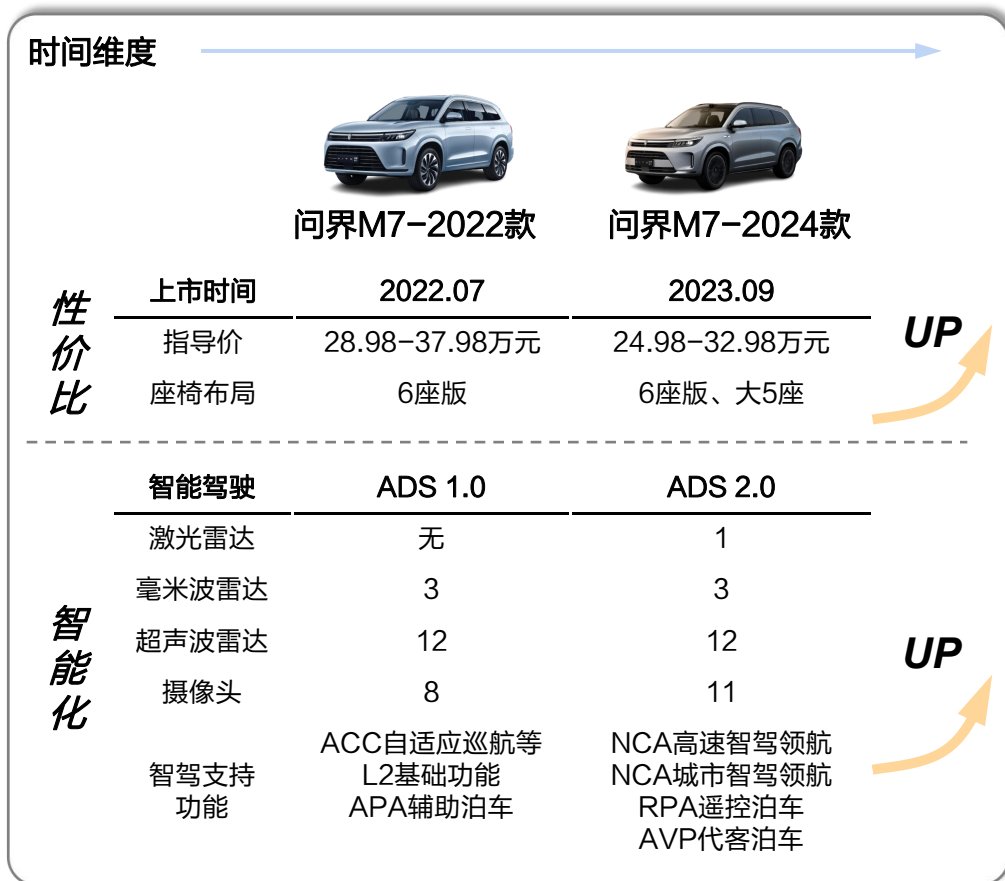 时间维度
问界M7-2022款 问界M7-2024款
性价比
上市时间 2022.07 2023.09
指导价 28.98-37.98万元 24.98-32.98万元
座椅布局 6座版 6座版、大5座
UP
智能化
智能驾驶 ADS 1.0 ADS 2.0
激光雷达 无 1
毫米波雷达 3 3
超声波雷达 12 12
摄像头 8 11
智驾支持
功能
ACC自适应巡航等
L2基础功能
APA辅助泊车
NCA高速智驾领航
NCA城市智驾领航
RPA遥控泊车
AVP代客泊车
UP